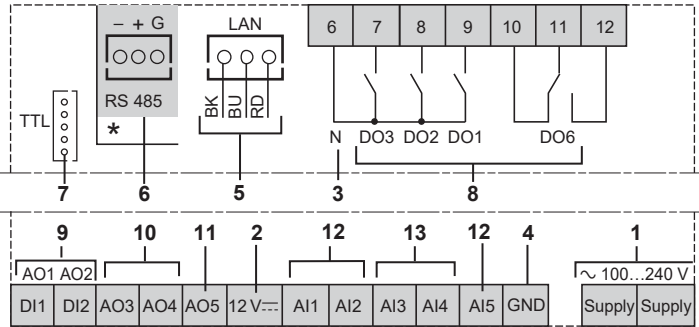 − + G
LAN
6 7 8 9 10 11 12
RS 485
BK BU RD
TTL
*
N DO3 DO2 DO1 DO6
7 6 5 3 8
9 10 11 2 12 13 12 4 1
AO1 AO2
~ 100...240 V
DI1 DI2 AO3 AO4 AO5 12 V⎓ AI1 AI2 AI3 AI4 AI5 GND Supply Supply